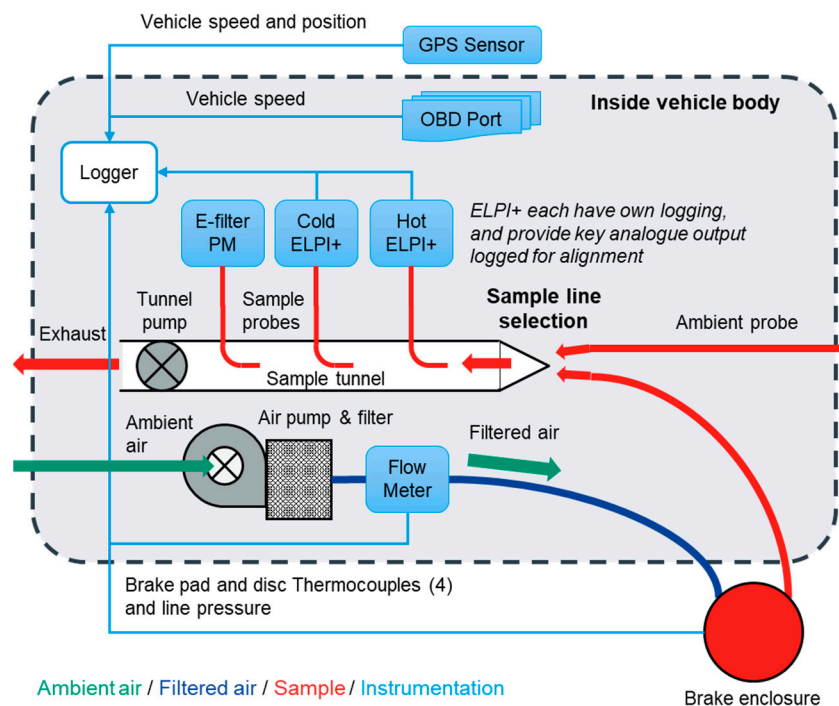 Vehicle speed and position
GPS Sensor
Vehicle speed
OBD Port
Inside vehicle body
Logger
E-filter
PM
Cold
ELPI+
Hot
ELPI+
ELPI+ each have own logging,
and provide key analogue output
logged for alignment
Tunnel
pump
Sample
probes
Sample line
selection
Exhaust
Ambient probe
Sample tunnel
Ambient
air
Air pump & filter
Filtered air
Flow
Meter
Brake pad and disc Thermocouples (4)
and line pressure
Ambient air / Filtered air / Sample / Instrumentation
Brake enclosure